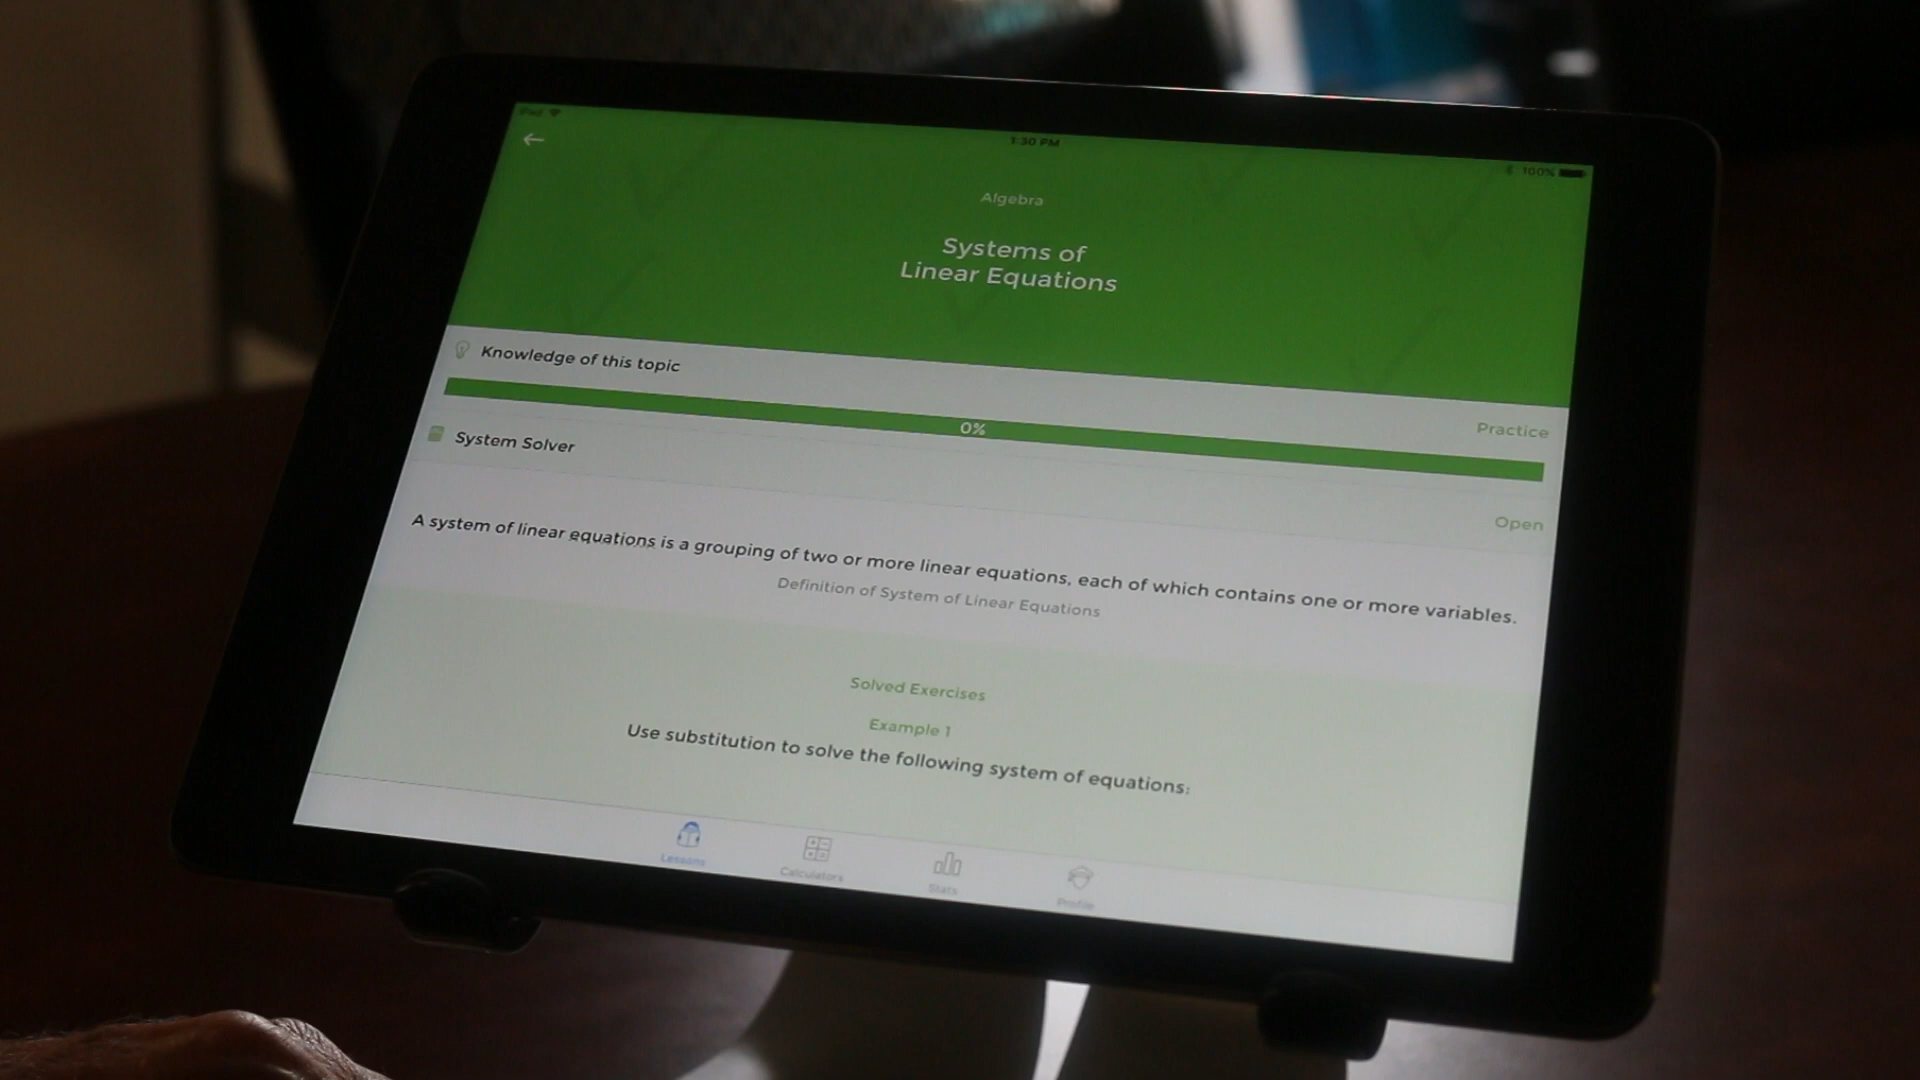 iPad
1:30 PM
100%
Algebra
Systems of
Linear Equations
Knowledge of this topic
Practice
0%
System Solver
Open
A system of linear equations is a grouping of two or more linear equations, each of which contains one or more variables.
Definition of System of Linear Equations
Solved Exercises
Example 1
Use substitution to solve the following system of equations:
Lessons
Calculators
Stats
Profile